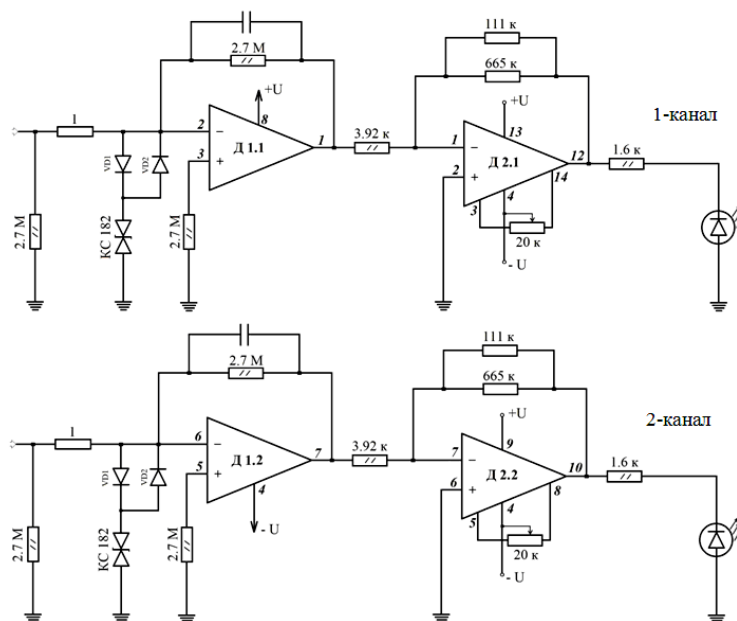 111 к
2.7 М
665 к
+U
+U
1-канал
8
13
1
2
1
3.92 к
1
12
1.6 к
VD1
VD2
Д 1.1
Д 2.1
3
2
14
4
3
2.7 М
КС 182
2.7 М
20 к
- U
111 к
2.7 М
665 к
+U
2-канал
9
1
6
7
3.92 к
7
10
1.6 к
VD1
VD2
Д 1.2
Д 2.2
5
6
8
4
4
5
2.7 М
КС 182
2.7 М
- U
20 к
- U